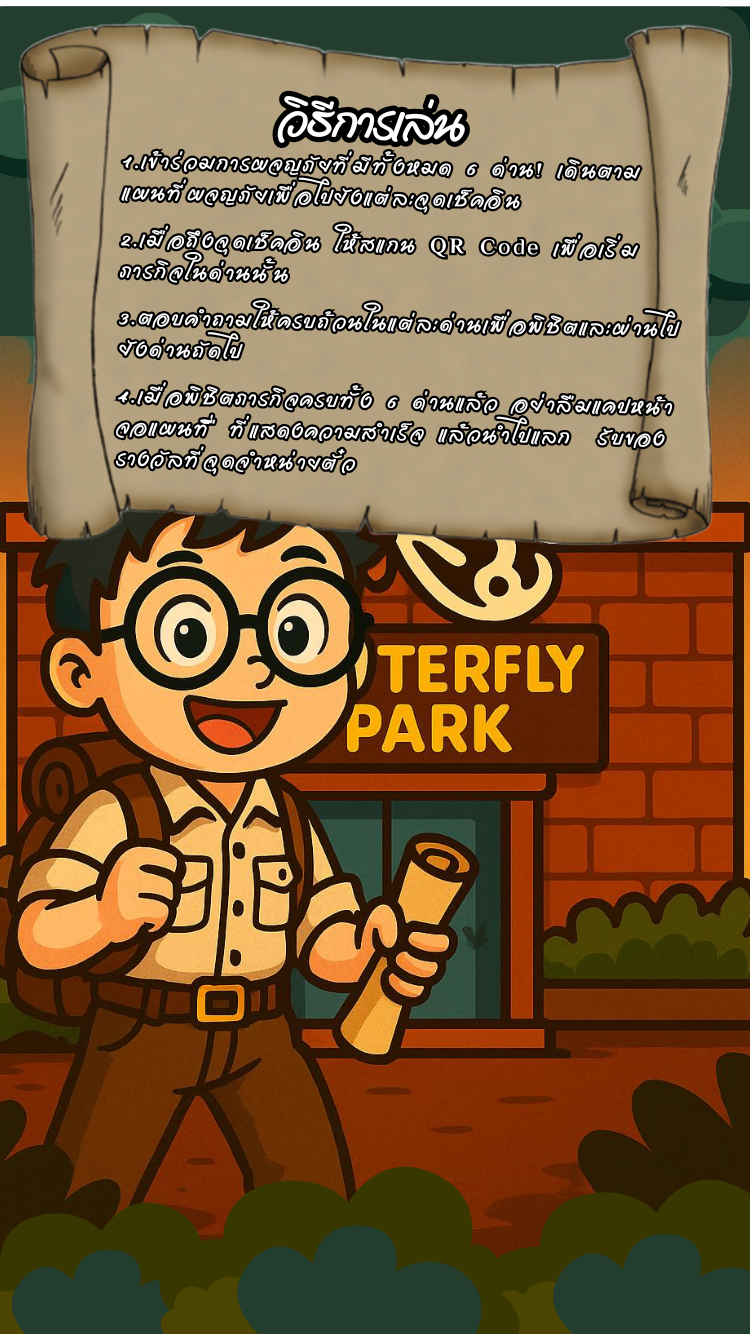 วิธีการเล่น
1.เข้าร่วมการผจญภัยที่มีทั้งหมด 6 ด่าน! เดินตาม
แผนที่ผจญภัยเพื่อไปยังแต่ละจุดเช็คอิน
2.เมื่อถึงจุดเช็คอิน ให้สแกน QR Code เพื่อเริ่ม
ภารกิจในด่านนั้น
3.ตอบคำถามให้ครบถ้วนในแต่ละด่านเพื่อพิชิตและผ่านไป
ยังด่านถัดไป
4.เมื่อพิชิตภารกิจครบทั้ง 6 ด่านแล้ว อย่าลืมแคปหน้า
จอแผนที่ ที่แสดงความสำเร็จ แล้วนำไปแลก รับของ
รางวัลที่จุดจำหน่ายตั๋ว
TERFLY
PARK